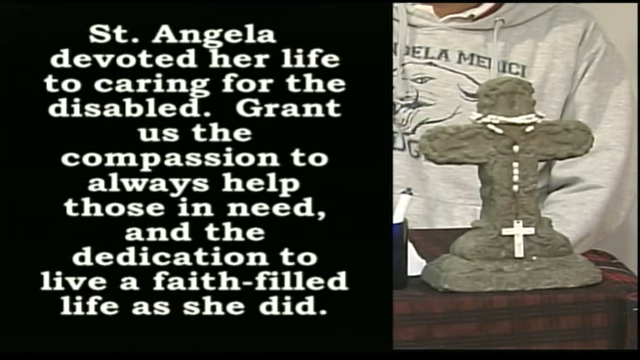 St. Angela
devoted her life
to caring for the
disabled.  Grant
us the
compassion to
always help
those in need,
and the
dedication to
live a faith-filled
life as she did.
MERICI